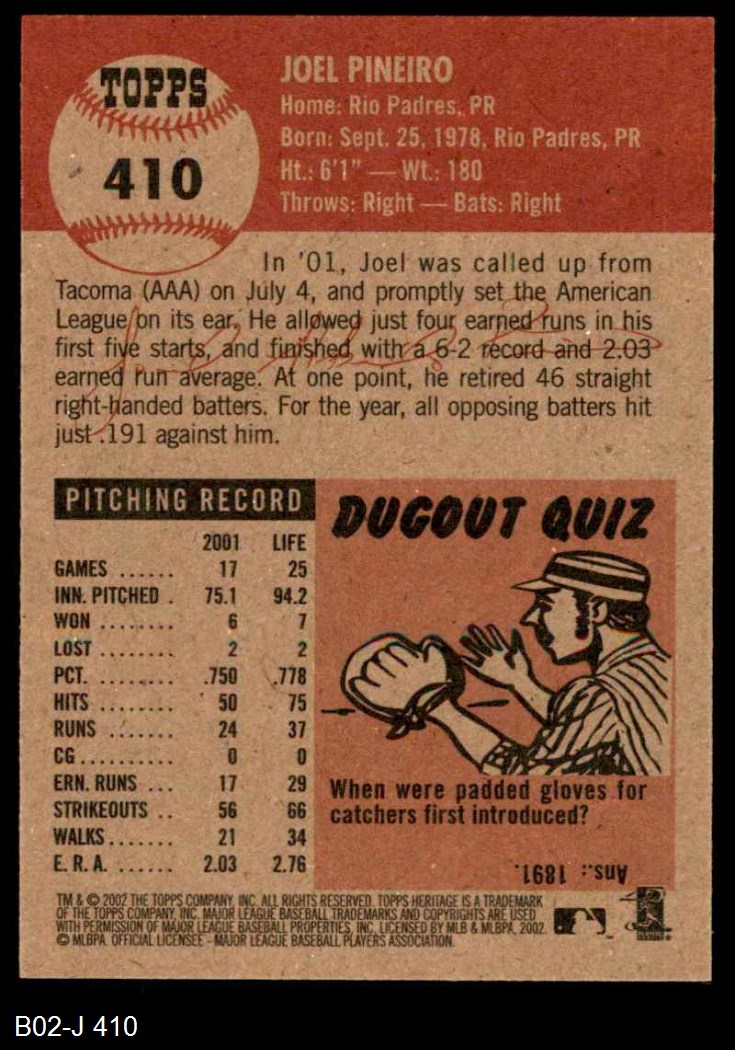 TOPPS
410
JOEL PINEIRO
Home: Rio Padres, PR
Born: Sept. 25, 1978, Rio Padres, PR
Ht.: 6'1" — Wt.: 180
Throws: Right — Bats: Right
In '01, Joel was called up from
Tacoma (AAA) on July 4, and promptly set the American
League on its ear. He allowed just four earned runs in his
first five starts, and finished with a 6-2 record and 2.03
earned run average. At one point, he retired 46 straight
right-handed batters. For the year, all opposing batters hit
just .191 against him.
PITCHING RECORD
2001 LIFE
GAMES ...... 17 25
INN. PITCHED . 75.1 94.2
WON ........ 6 7
LOST ........ 2 2
PCT. ........ .750 .778
HITS ........ 50 75
RUNS ....... 24 37
CG .......... 0 0
ERN. RUNS ... 17 29
STRIKEOUTS .. 56 66
WALKS ....... 21 34
E. R. A. ...... 2.03 2.76
DUGOUT QUIZ
When were padded gloves for
catchers first introduced?
Ans.: 1891.
TM & © 2002 THE TOPPS COMPANY, INC. ALL RIGHTS RESERVED. TOPPS HERITAGE IS A TRADEMARK
OF THE TOPPS COMPANY, INC. MAJOR LEAGUE BASEBALL TRADEMARKS AND COPYRIGHTS ARE USED
WITH PERMISSION OF MAJOR LEAGUE BASEBALL PROPERTIES, INC. LICENSED BY MLB & MLBPA, 2002.
© MLBPA. OFFICIAL LICENSEE - MAJOR LEAGUE BASEBALL PLAYERS ASSOCIATION.
B02-J 410